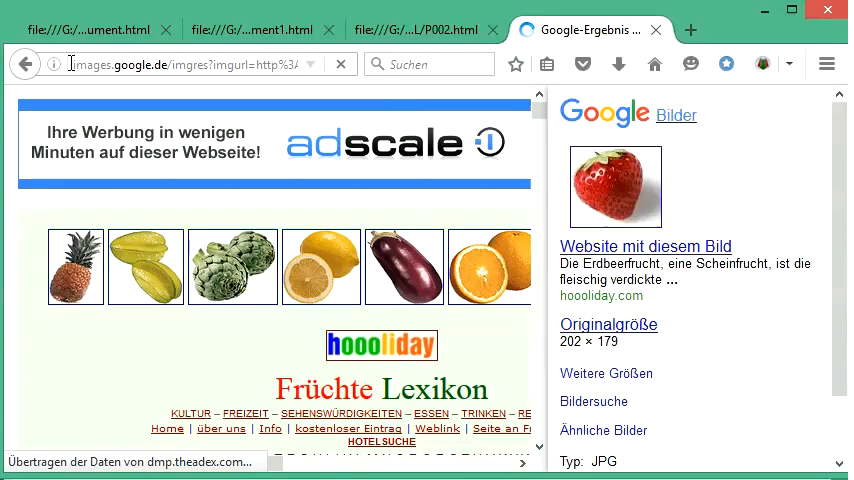 file:///G:/...ument.html
file:///G:/...ment1.html
file:///G:/...L/P002.html
Google-Ergebnis ...
images.google.de/imgres?imgurl=http%3A
Suchen
Ihre Werbung in wenigen
Minuten auf dieser Webseite!
adscale
hoooliday
Früchte Lexikon
KULTUR – FREIZEIT – SEHENSWÜRDIGKEITEN – ESSEN – TRINKEN – RE
Home | über uns | Info | kostenloser Eintrag | Weblink | Seite an Fr
HOTELSUCHE
Übertragen der Daten von dmp.theadex.com...
Google Bilder
Website mit diesem Bild
Die Erdbeerfrucht, eine Scheinfrucht, ist die
fleischig verdickte ...
hoooliday.com
Originalgröße
202 × 179
Weitere Größen
Bildersuche
Ähnliche Bilder
Typ: JPG